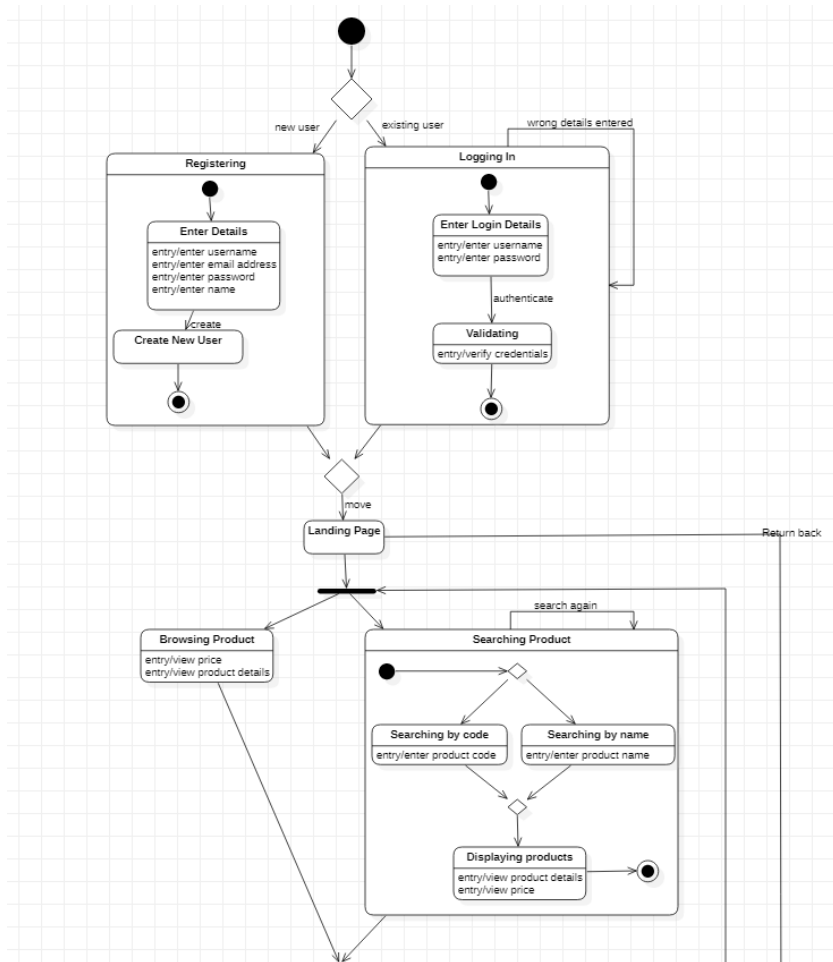 new user
existing user
wrong details entered
Registering
Logging In
Enter Details
entry/enter username
entry/enter email address
entry/enter password
entry/enter name
Enter Login Details
entry/enter username
entry/enter password
create
authenticate
Create New User
Validating
entry/verify credentials
move
Landing Page
Return back
search again
Browsing Product
entry/view price
entry/view product details
Searching Product
Searching by code
entry/enter product code
Searching by name
entry/enter product name
Displaying products
entry/view product details
entry/view price